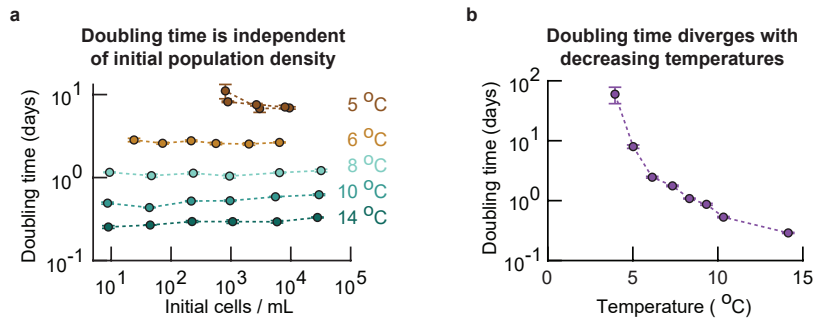 a
Doubling time is independent
of initial population density
Doubling time (days)
10^1
10^0
10^-1
5 °C
6 °C
8 °C
10 °C
14 °C
10^1 10^2 10^3 10^4 10^5
Initial cells / mL
b
Doubling time diverges with
decreasing temperatures
Doubling time (days)
10^2
10^1
10^0
10^-1
0 5 10 15
Temperature ( °C)